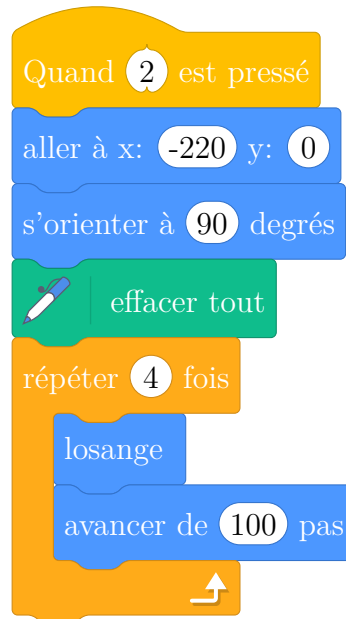 Quand 2 est pressé
aller à x: -220 y: 0
s'orienter à 90 degrés
effacer tout
répéter 4 fois
losange
avancer de 100 pas